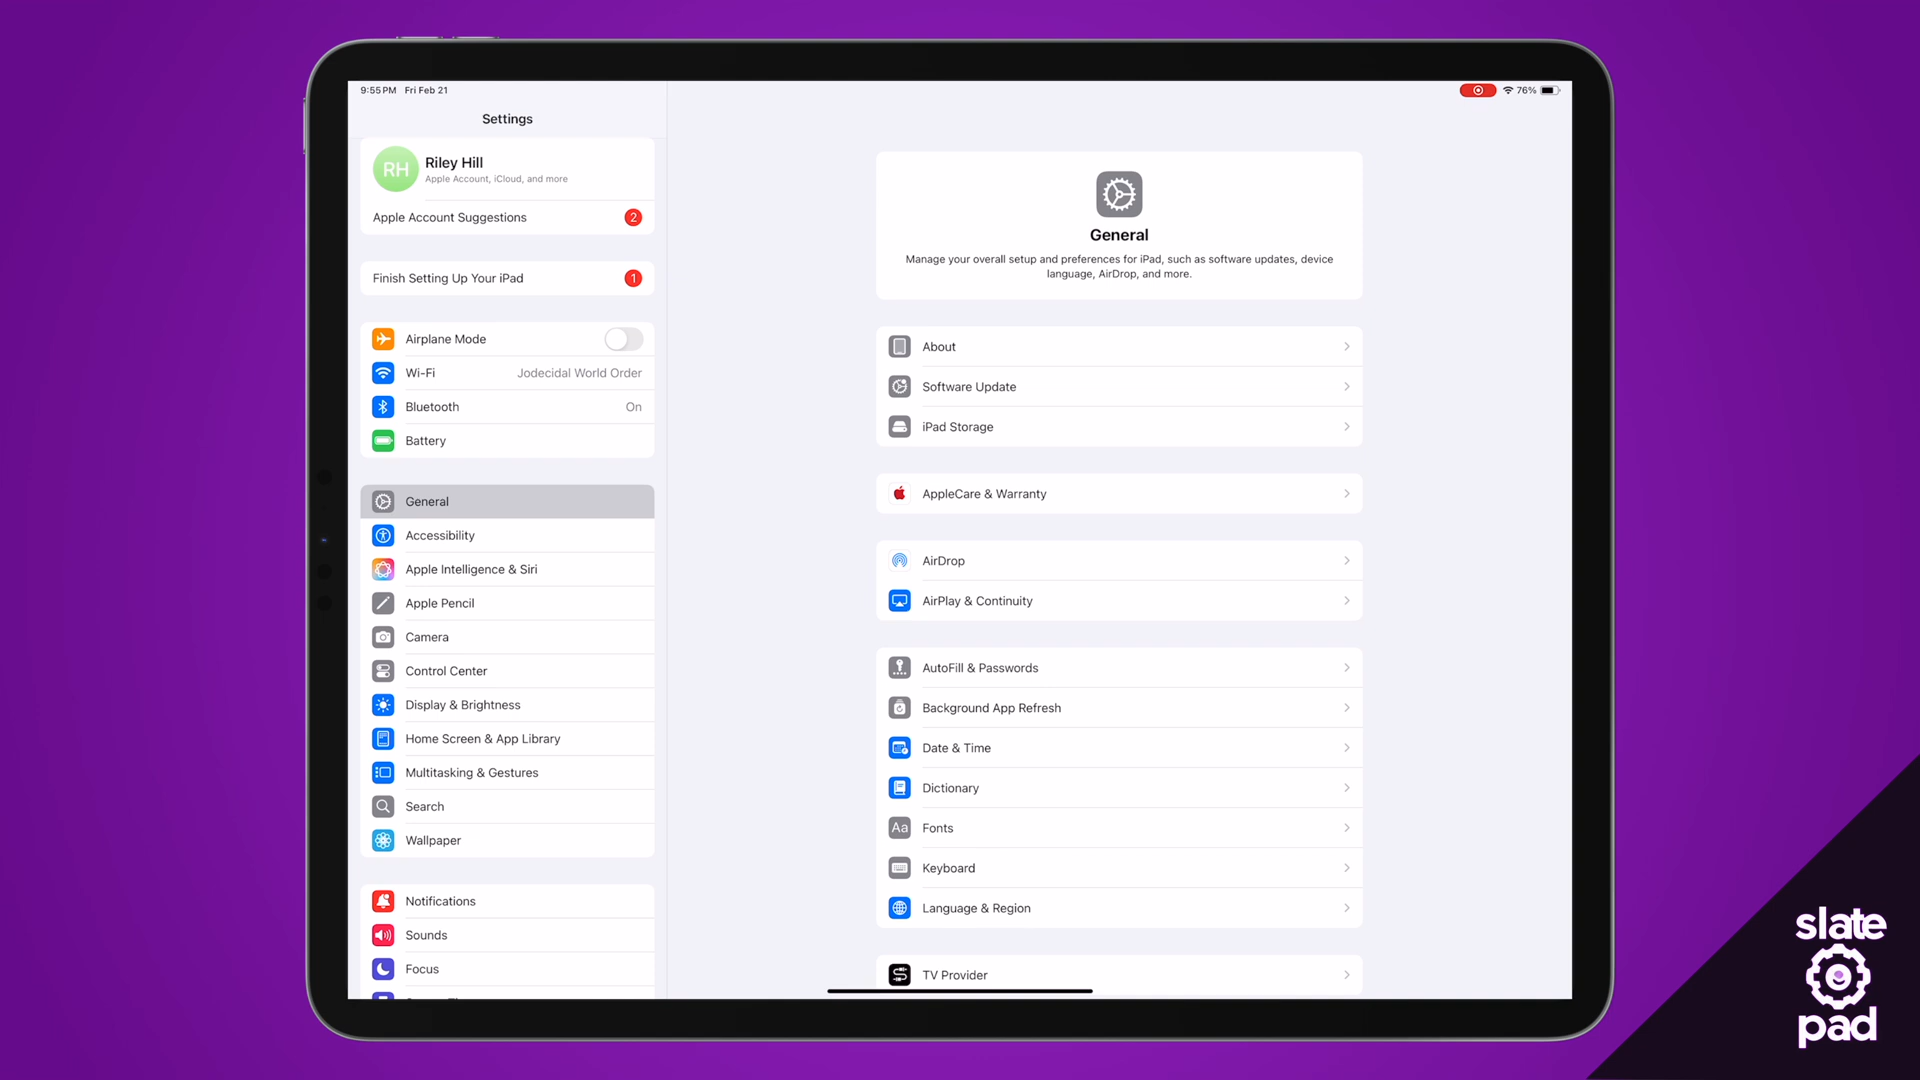 9:55 PM Fri Feb 21
76%
Settings
RH
Riley Hill
Apple Account, iCloud, and more
Apple Account Suggestions
2
Finish Setting Up Your iPad
1
Airplane Mode
Wi-Fi
Jodecidal World Order
Bluetooth
On
Battery
General
Accessibility
Apple Intelligence & Siri
Apple Pencil
Camera
Control Center
Display & Brightness
Home Screen & App Library
Multitasking & Gestures
Search
Wallpaper
Notifications
Sounds
Focus
General
Manage your overall setup and preferences for iPad, such as software updates, device
language, AirDrop, and more.
About
Software Update
iPad Storage
AppleCare & Warranty
AirDrop
AirPlay & Continuity
AutoFill & Passwords
Background App Refresh
Date & Time
Dictionary
Aa
Fonts
Keyboard
Language & Region
TV Provider
slate
pad